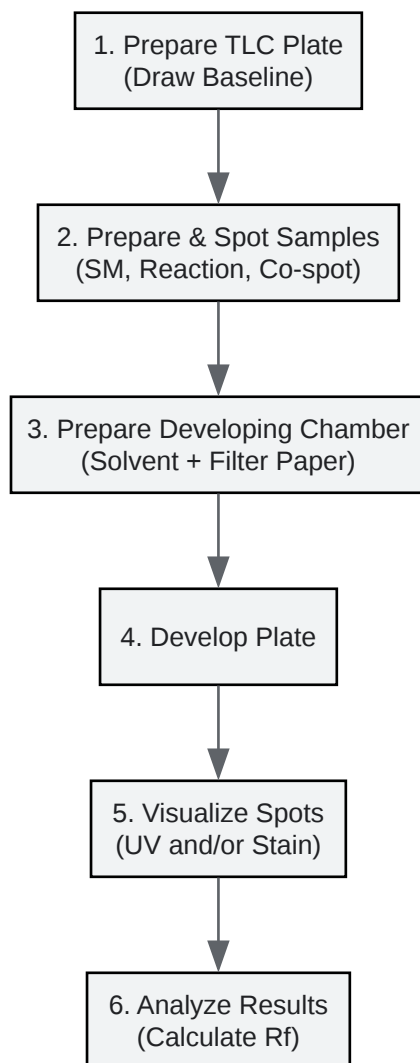 1. Prepare TLC Plate
(Draw Baseline)
2. Prepare & Spot Samples
(SM, Reaction, Co-spot)
3. Prepare Developing Chamber
(Solvent + Filter Paper)
4. Develop Plate
5. Visualize Spots
(UV and/or Stain)
6. Analyze Results
(Calculate Rf)